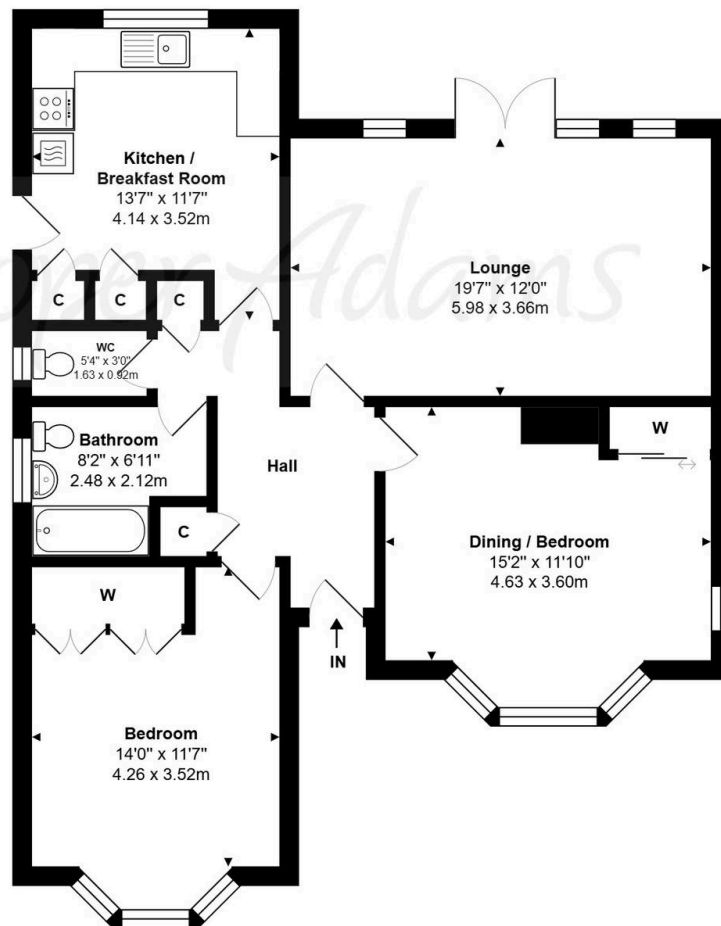 Kitchen /
Breakfast Room
13'7" x 11'7"
4.14 x 3.52m
Lounge
19'7" x 12'0"
5.98 x 3.66m
C
C
C
WC
5'4" x 3'0"
1.63 x 0.92m
Bathroom
8'2" x 6'11"
2.48 x 2.12m
Hall
W
C
Dining / Bedroom
15'2" x 11'10"
4.63 x 3.60m
W
IN
Bedroom
14'0" x 11'7"
4.26 x 3.52m
Adams